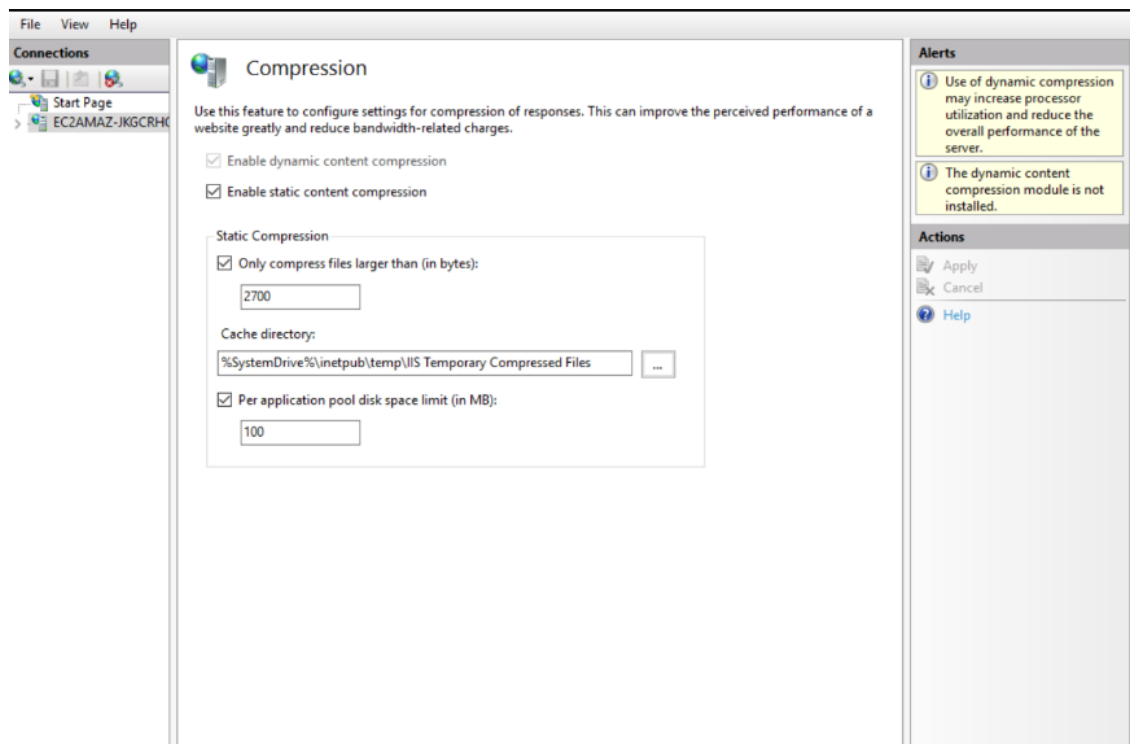 File View Help
Connections
Start Page
EC2AMAZ-JKGCRHO
Compression
Use this feature to configure settings for compression of responses. This can improve the perceived performance of a
website greatly and reduce bandwidth-related charges.
Enable dynamic content compression
Enable static content compression
Static Compression
Only compress files larger than (in bytes):
2700
Cache directory:
%SystemDrive%\inetpub\temp\IIS Temporary Compressed Files
...
Per application pool disk space limit (in MB):
100
Alerts
Use of dynamic compression
may increase processor
utilization and reduce the
overall performance of the
server.
The dynamic content
compression module is not
installed.
Actions
Apply
Cancel
Help